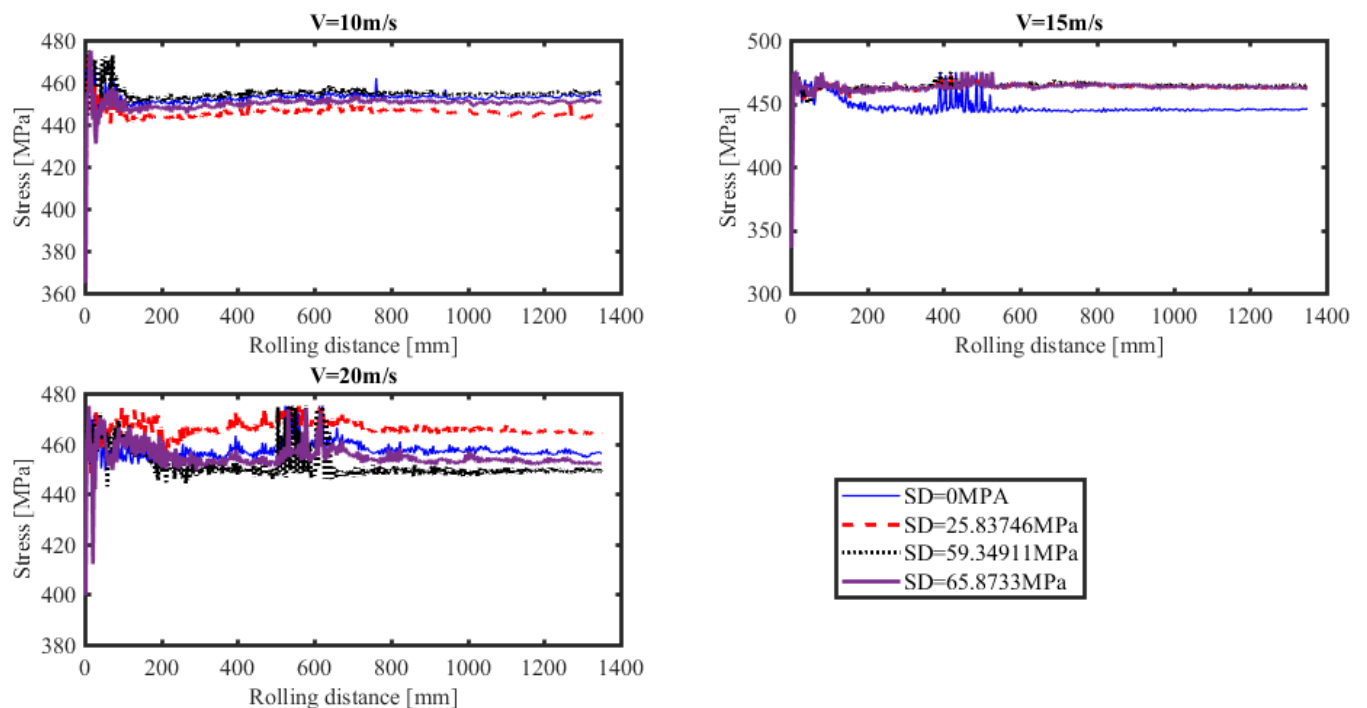 V=10m/s
480
460
440
420
400
380
360
Stress [MPa]
0 200 400 600 800 1000 1200 1400
Rolling distance [mm]
V=15m/s
500
450
400
350
300
Stress [MPa]
0 200 400 600 800 1000 1200 1400
Rolling distance [mm]
V=20m/s
480
460
440
420
400
380
Stress [MPa]
0 200 400 600 800 1000 1200 1400
Rolling distance [mm]
SD=0MPA
SD=25.83746MPa
SD=59.34911MPa
SD=65.8733MPa